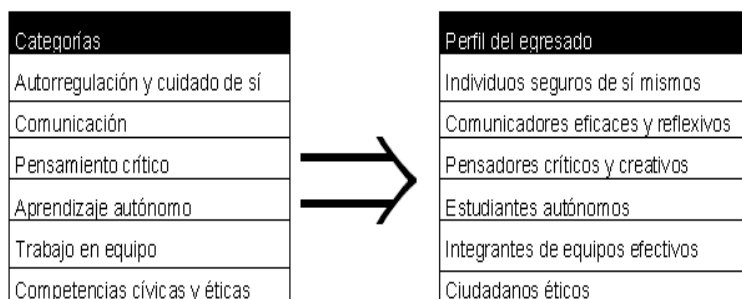 Categorías
Autorregulación y cuidado de sí
Comunicación
Pensamiento crítico
Aprendizaje autónomo
Trabajo en equipo
Competencias cívicas y éticas
Perfil del egresado
Individuos seguros de sí mismos
Comunicadores eficaces y reflexivos
Pensadores críticos y creativos
Estudiantes autónomos
Integrantes de equipos efectivos
Ciudadanos éticos